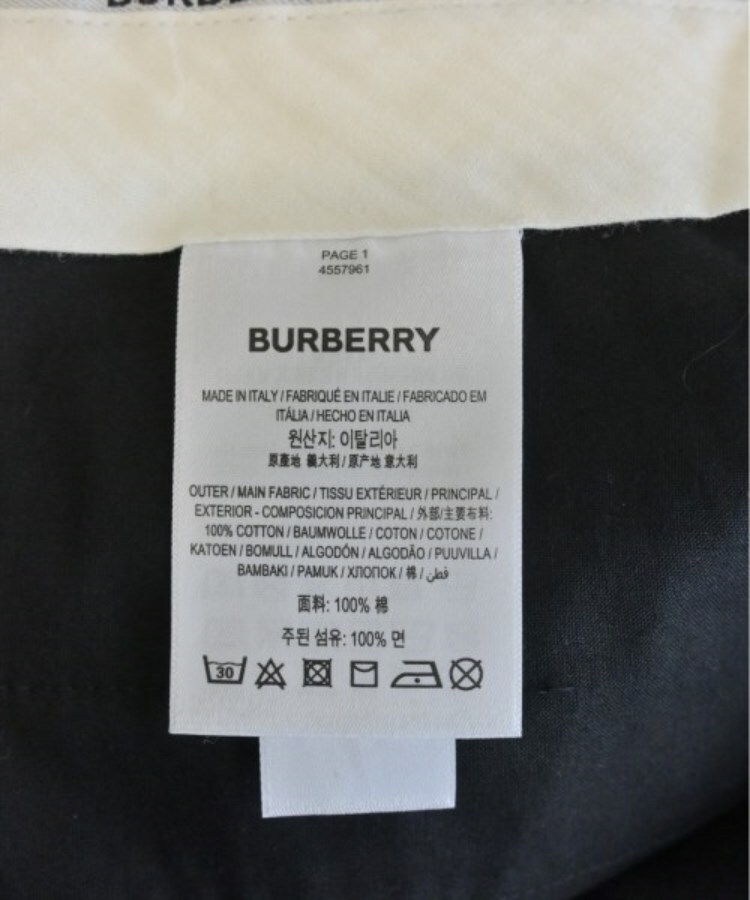 PAGE 1
4557961
BURBERRY
MADE IN ITALY / FABRIQUÉ EN ITALIE / FABRICADO EM
ITÁLIA / HECHO EN ITALIA
원산지: 이탈리아
原產地 義大利 / 原产地 意大利
OUTER / MAIN FABRIC / TISSU EXTÉRIEUR / PRINCIPAL /
EXTERIOR - COMPOSICION PRINCIPAL / 外部/主要布料:
100% COTTON / BAUMWOLLE / COTON / COTONE /
KATOEN / BOMULL / ALGODÓN / ALGODÃO / PUUVILLA /
BAMBAKI / PAMUK / ХЛОПОК / 棉 / قطن
面料: 100% 棉
주된 섬유: 100% 면
30